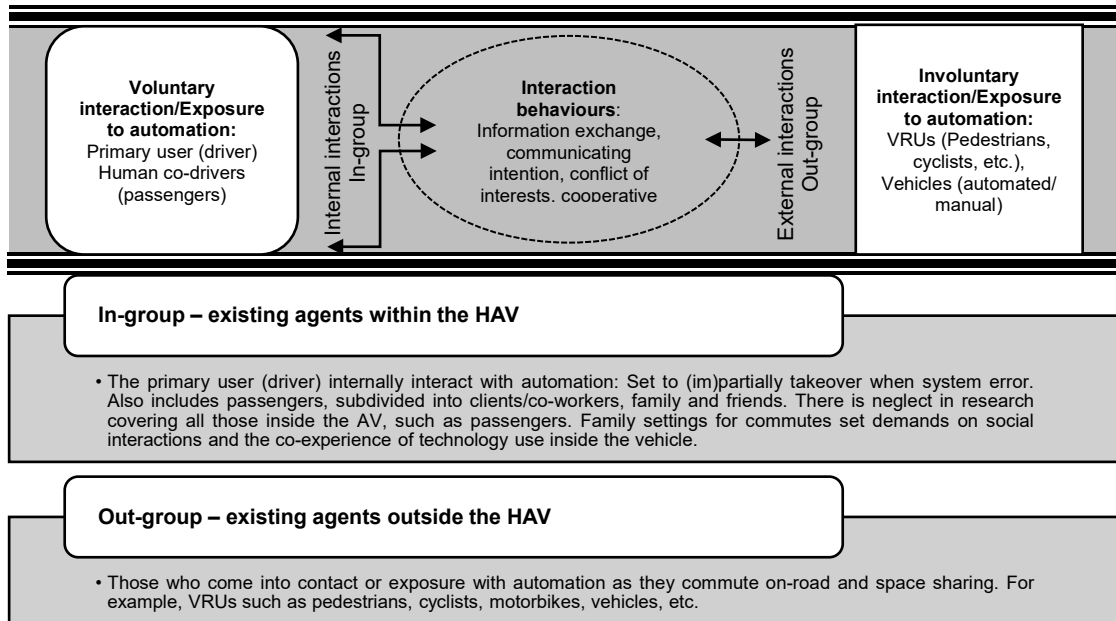 Voluntary
interaction/Exposure
to automation:
Primary user (driver)
Human co-drivers
(passengers)
Internal interactions
In-group
Interaction
behaviours:
Information exchange,
communicating
intention, conflict of
interests, cooperative
External interactions
Out-group
Involuntary
interaction/Exposure
to automation:
VRUs (Pedestrians,
cyclists, etc.),
Vehicles (automated/
manual)
In-group – existing agents within the HAV
• The primary user (driver) internally interact with automation: Set to (im)partially takeover when system error.
Also includes passengers, subdivided into clients/co-workers, family and friends. There is neglect in research
covering all those inside the AV, such as passengers. Family settings for commutes set demands on social
interactions and the co-experience of technology use inside the vehicle.
Out-group – existing agents outside the HAV
• Those who come into contact or exposure with automation as they commute on-road and space sharing. For
example, VRUs such as pedestrians, cyclists, motorbikes, vehicles, etc.